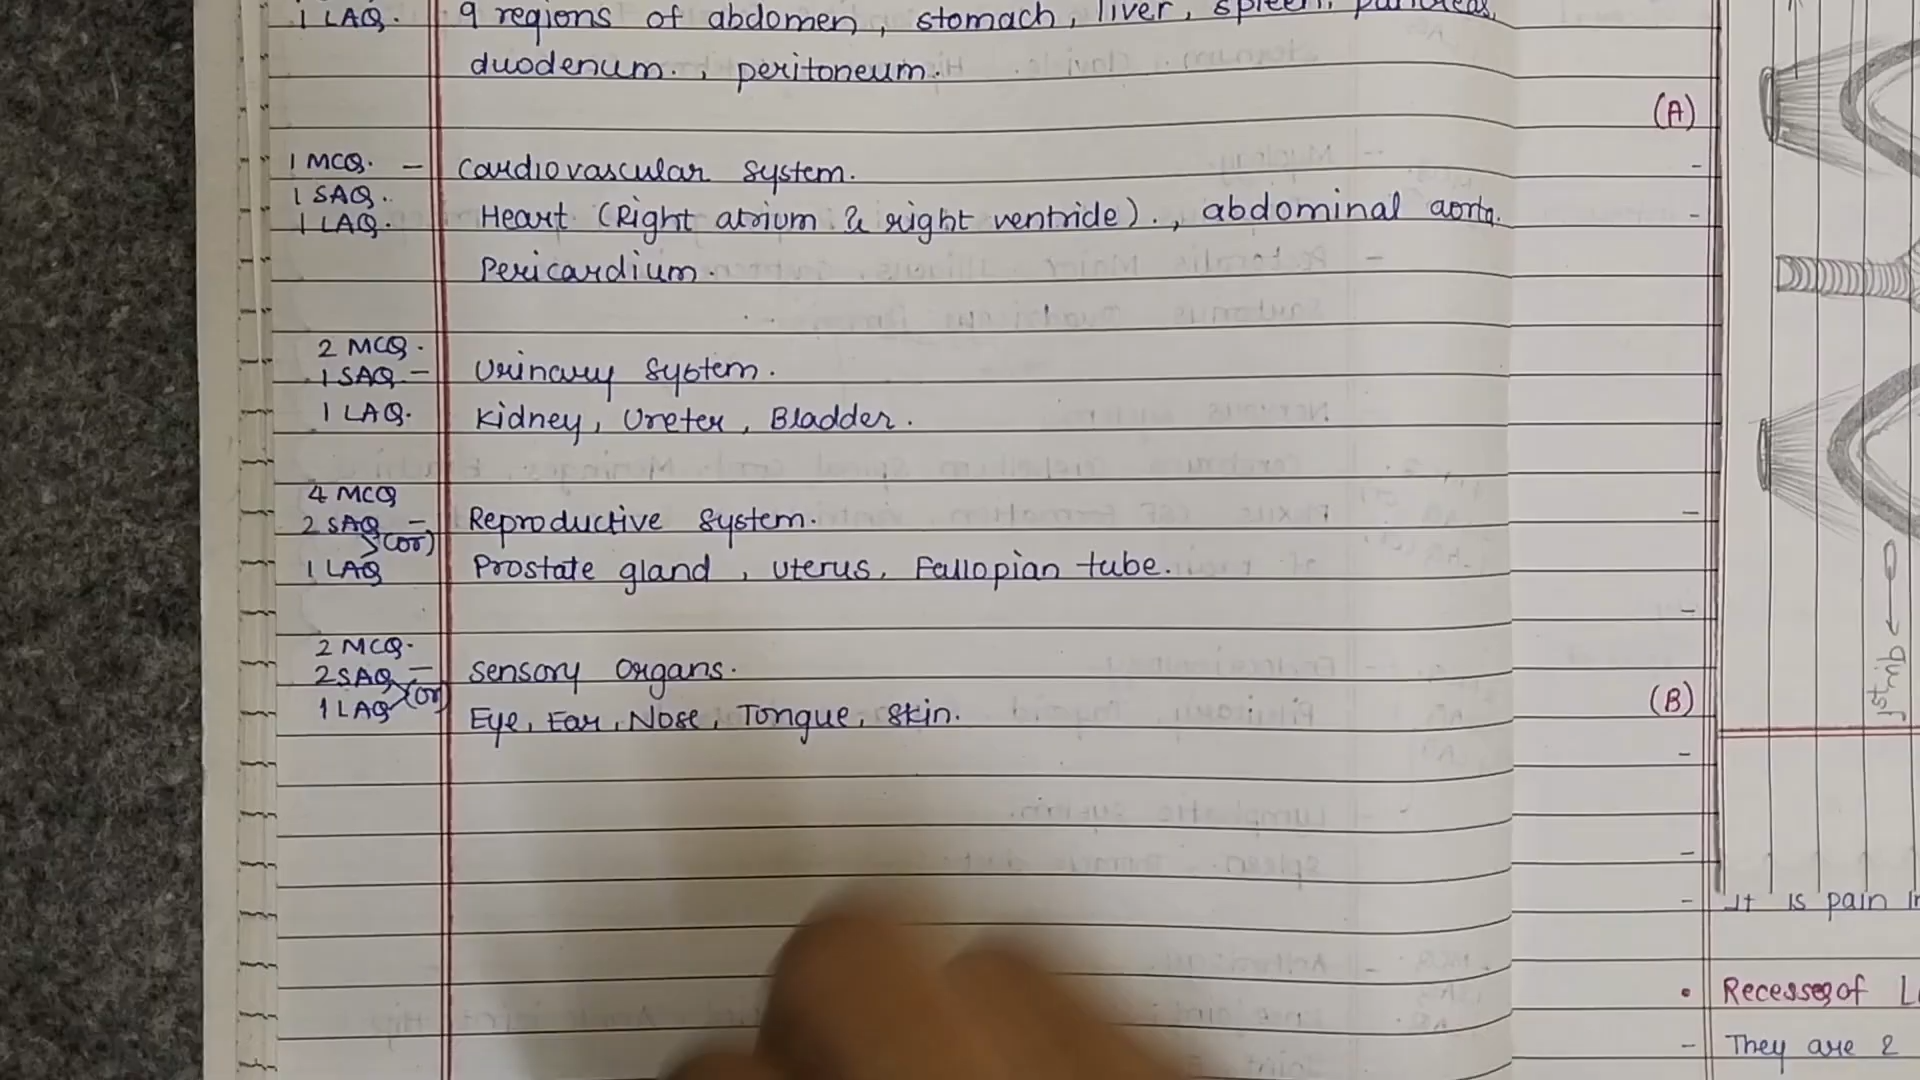 1 LAQ. 9 regions of abdomen, stomach, liver, spleen, pancreas,
duodenum., peritoneum.
1 MCQ. - Cardiovascular System.
1 SAQ.
1 LAQ. Heart (Right atrium & right ventricle)., abdominal aorta.
Pericardium.
2 MCQ.
1 SAQ - Urinary System.
1 LAQ. Kidney, Ureter, Bladder.
4 MCQ
2 SAQ - Reproductive System.
(or)
1 LAQ Prostate gland, Uterus, Fallopian tube.
2 MCQ.
2 SAQ - Sensory Organs.
(or)
1 LAQ Eye, Ear, Nose, Tongue, Skin.
(A)
(B)
It is pain
• Recesses of
- They are 2